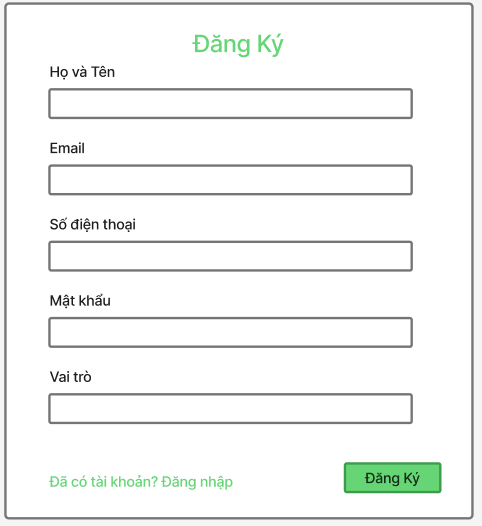 Đăng Ký
Họ và Tên
Email
Số điện thoại
Mật khẩu
Vai trò
Đã có tài khoản? Đăng nhập
Đăng Ký